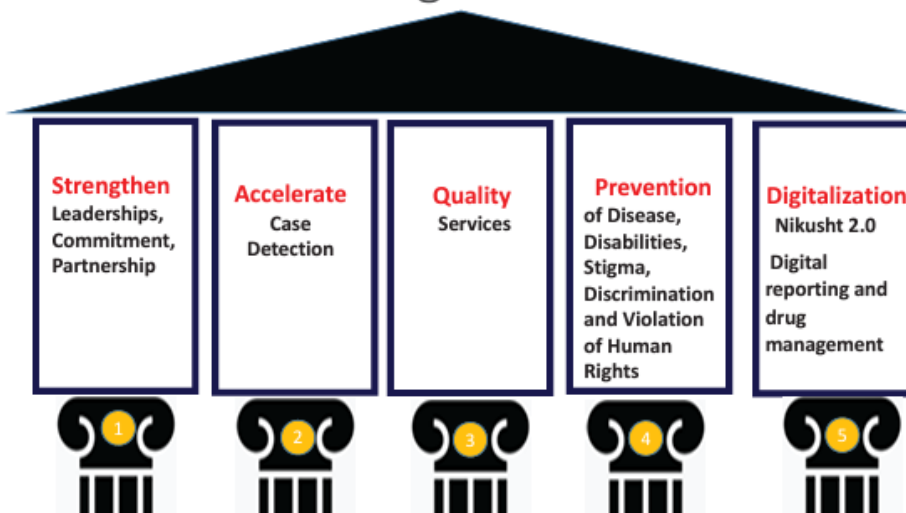 Strengthen
Leaderships,
Commitment,
Partnership
Accelerate
Case
Detection
Quality
Services
Prevention
of Disease,
Disabilities,
Stigma,
Discrimination
and Violation
of Human
Rights
Digitalization
Nikusht 2.0
Digital
reporting and
drug
management
1
2
3
4
5